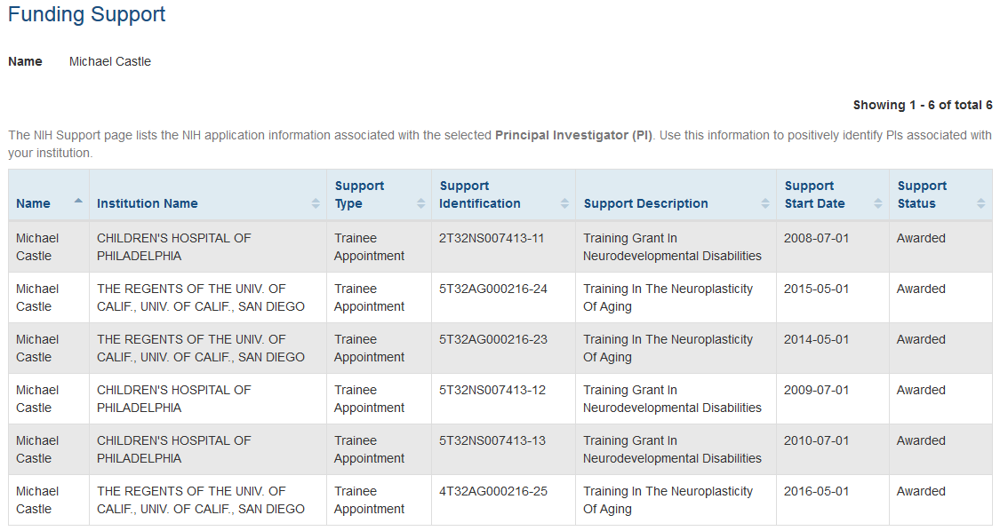 Funding Support
Name Michael Castle
Showing 1 - 6 of total 6
The NIH Support page lists the NIH application information associated with the selected Principal Investigator (PI). Use this information to positively identify PIs associated with
your institution.
Name Institution Name Support Type Support Identification Support Description Support Start Date Support Status
Michael Castle CHILDREN'S HOSPITAL OF PHILADELPHIA Trainee Appointment 2T32NS007413-11 Training Grant In Neurodevelopmental Disabilities 2008-07-01 Awarded
Michael Castle THE REGENTS OF THE UNIV. OF CALIF., UNIV. OF CALIF., SAN DIEGO Trainee Appointment 5T32AG000216-24 Training In The Neuroplasticity Of Aging 2015-05-01 Awarded
Michael Castle THE REGENTS OF THE UNIV. OF CALIF., UNIV. OF CALIF., SAN DIEGO Trainee Appointment 5T32AG000216-23 Training In The Neuroplasticity Of Aging 2014-05-01 Awarded
Michael Castle CHILDREN'S HOSPITAL OF PHILADELPHIA Trainee Appointment 5T32NS007413-12 Training Grant In Neurodevelopmental Disabilities 2009-07-01 Awarded
Michael Castle CHILDREN'S HOSPITAL OF PHILADELPHIA Trainee Appointment 5T32NS007413-13 Training Grant In Neurodevelopmental Disabilities 2010-07-01 Awarded
Michael Castle THE REGENTS OF THE UNIV. OF CALIF., UNIV. OF CALIF., SAN DIEGO Trainee Appointment 4T32AG000216-25 Training In The Neuroplasticity Of Aging 2016-05-01 Awarded